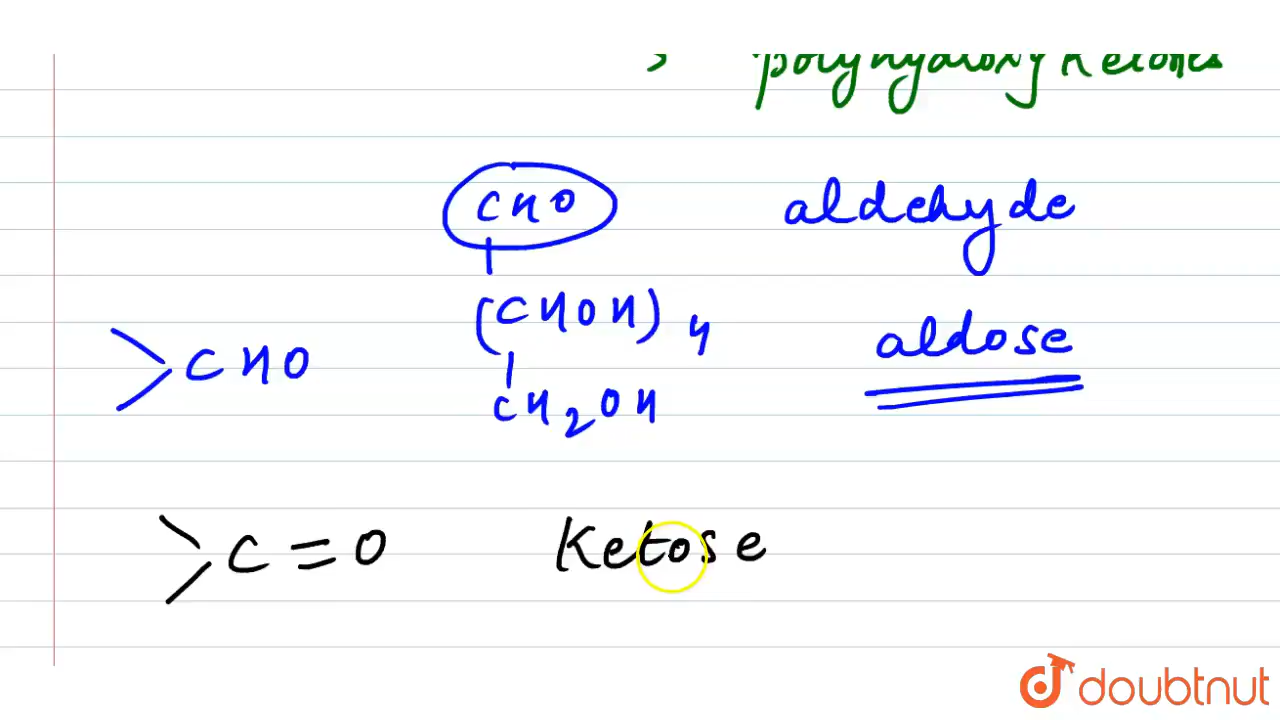 polyhydroxy Ketones
CHO aldehyde
(CHOH)4 aldose
>CHO
CH2OH
>C=O Ketose
doubtnut